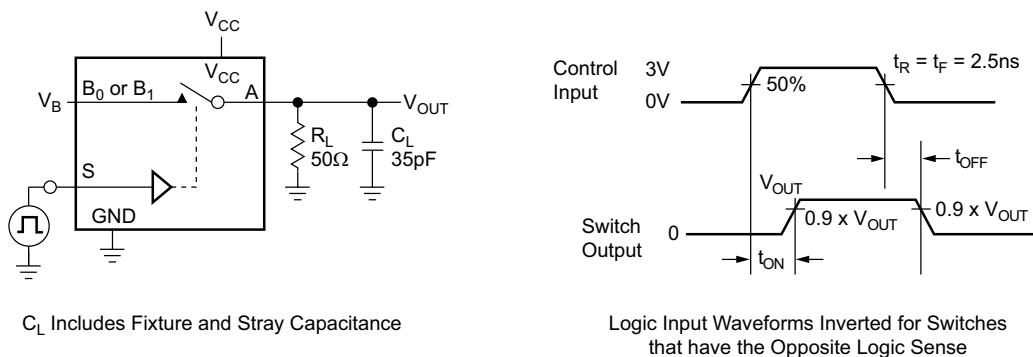 V_CC
V_CC
B_0 or B_1
A
V_B
V_OUT
R_L
50Ω
C_L
35pF
S
GND
C_L Includes Fixture and Stray Capacitance
Control
Input
3V
0V
50%
t_R = t_F = 2.5ns
t_OFF
V_OUT
0.9 x V_OUT
0.9 x V_OUT
Switch
Output
0
t_ON
Logic Input Waveforms Inverted for Switches
that have the Opposite Logic Sense